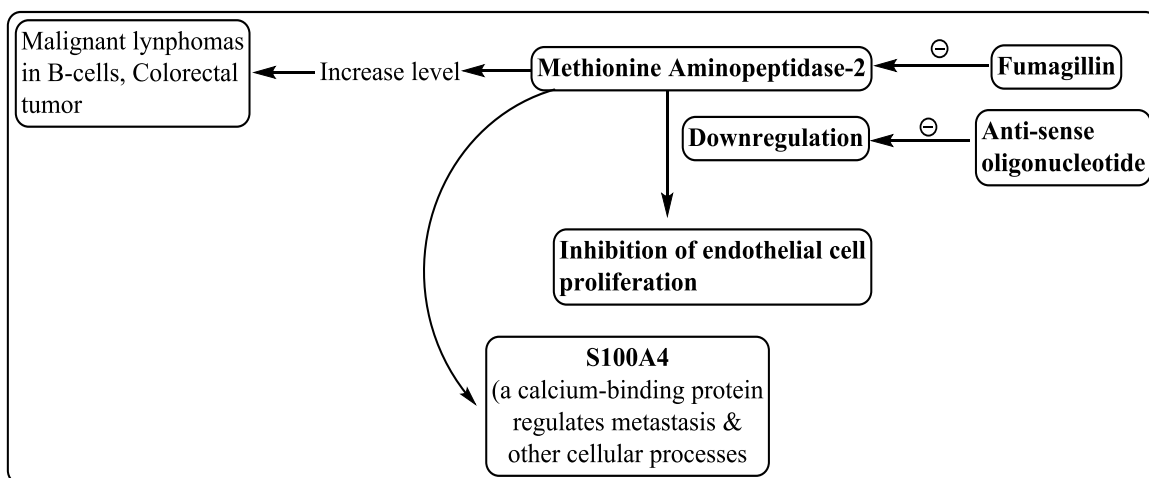 Malignant lymphomas
in B-cells, Colorectal
tumor
Increase level
Methionine Aminopeptidase-2
⊖
Fumagillin
Downregulation
⊖
Anti-sense
oligonucleotide
Inhibition of endothelial cell
proliferation
S100A4
(a calcium-binding protein
regulates metastasis &
other cellular processes